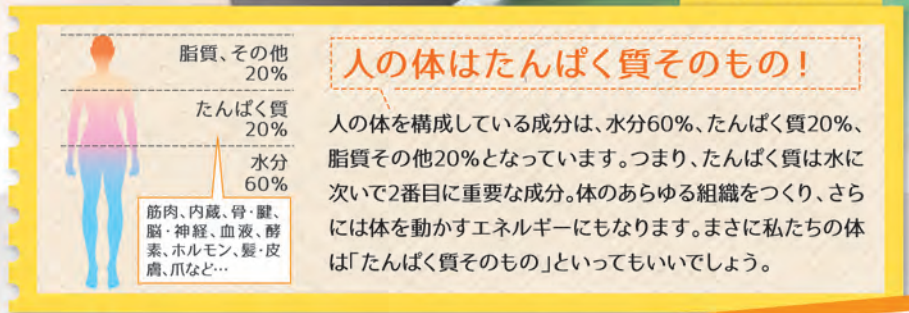 脂質、その他
20%
たんぱく質
20%
水分
60%
筋肉、内蔵、骨・腱、
脳・神経、血液、酵
素、ホルモン、髪・皮
膚、爪など…
人の体はたんぱく質そのもの!
人の体を構成している成分は、水分60%、たんぱく質20%、
脂質その他20%となっています。つまり、たんぱく質は水に
次いで2番目に重要な成分。体のあらゆる組織をつくり、さら
には体を動かすエネルギーにもなります。まさに私たちの体
は「たんぱく質そのもの」といってもいいでしょう。